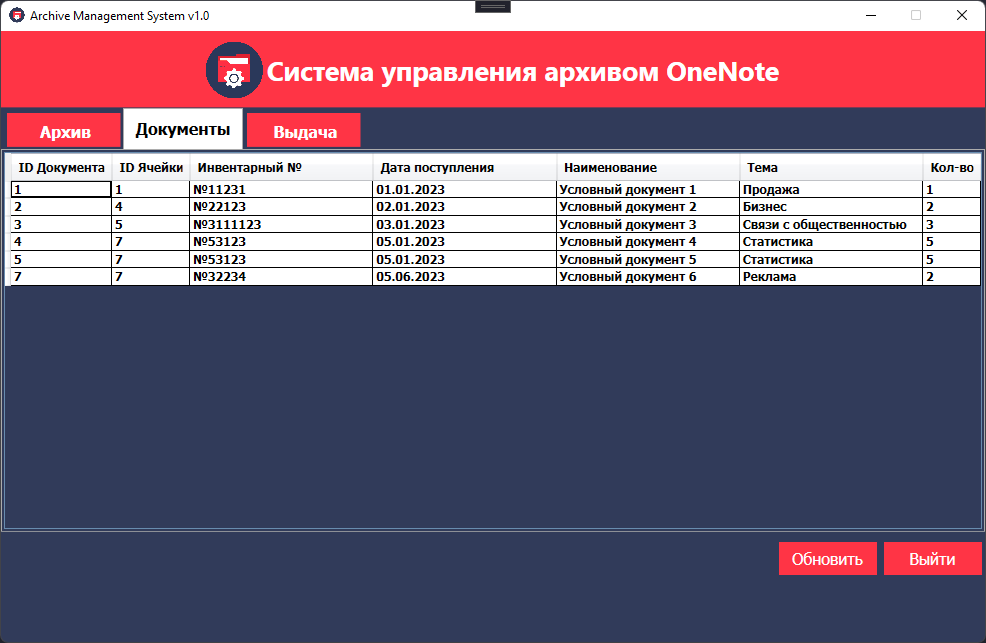 Archive Management System v1.0
Система управления архивом OneNote
Архив Документы Выдача
ID Документа ID Ячейки Инвентарный № Дата поступления Наименование Тема Кол-во
1 1 №11231 01.01.2023 Условный документ 1 Продажа 1
2 4 №22123 02.01.2023 Условный документ 2 Бизнес 2
3 5 №3111123 03.01.2023 Условный документ 3 Связи с общественностью 3
4 7 №53123 05.01.2023 Условный документ 4 Статистика 5
5 7 №53123 05.01.2023 Условный документ 5 Статистика 5
7 7 №32234 05.06.2023 Условный документ 6 Реклама 2
Обновить Выйти